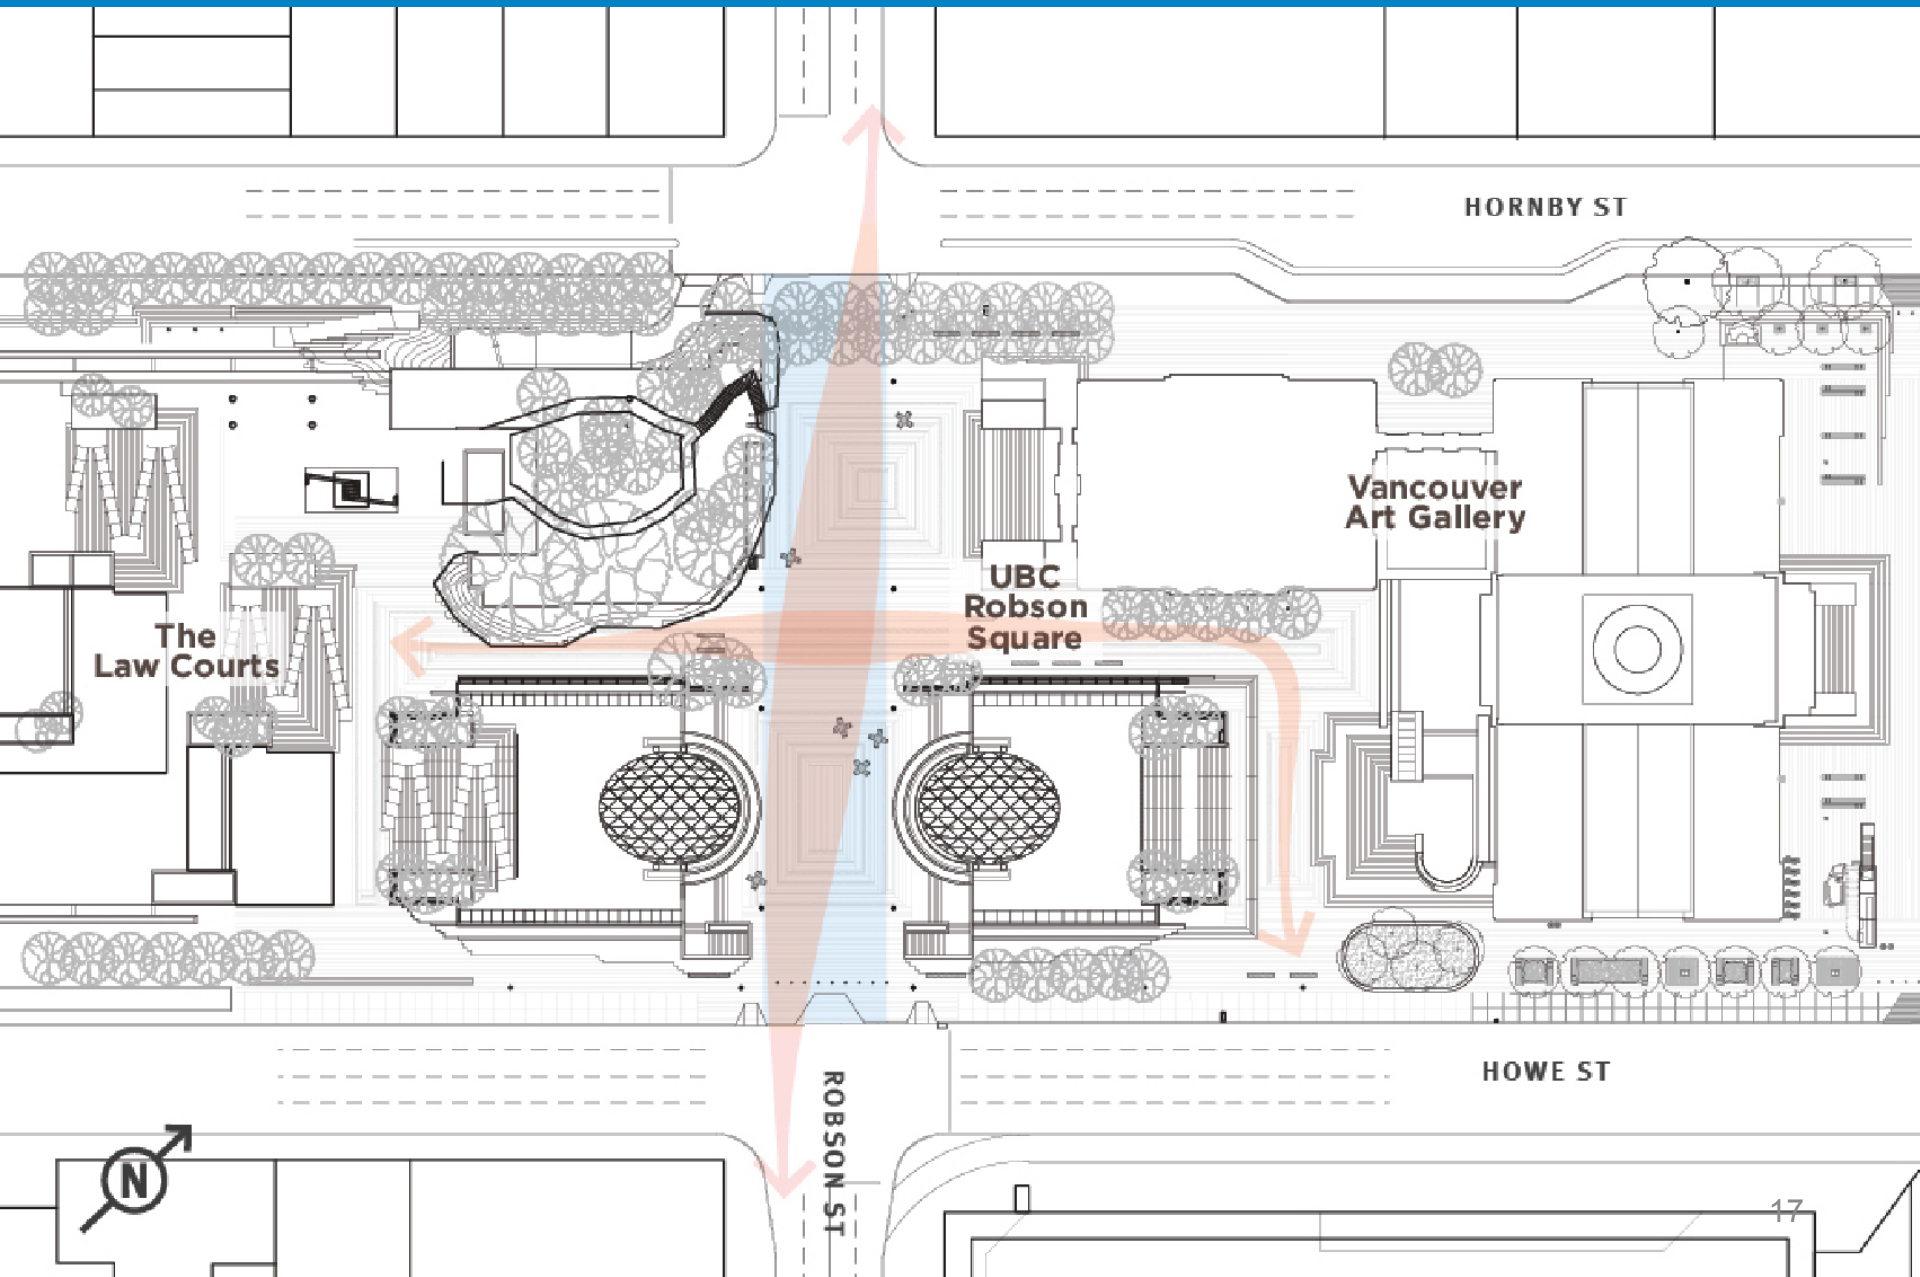 HORNBY ST
Vancouver
Art Gallery
UBC
Robson
Square
The
Law Courts
HOWE ST
ROBSON ST
N
17